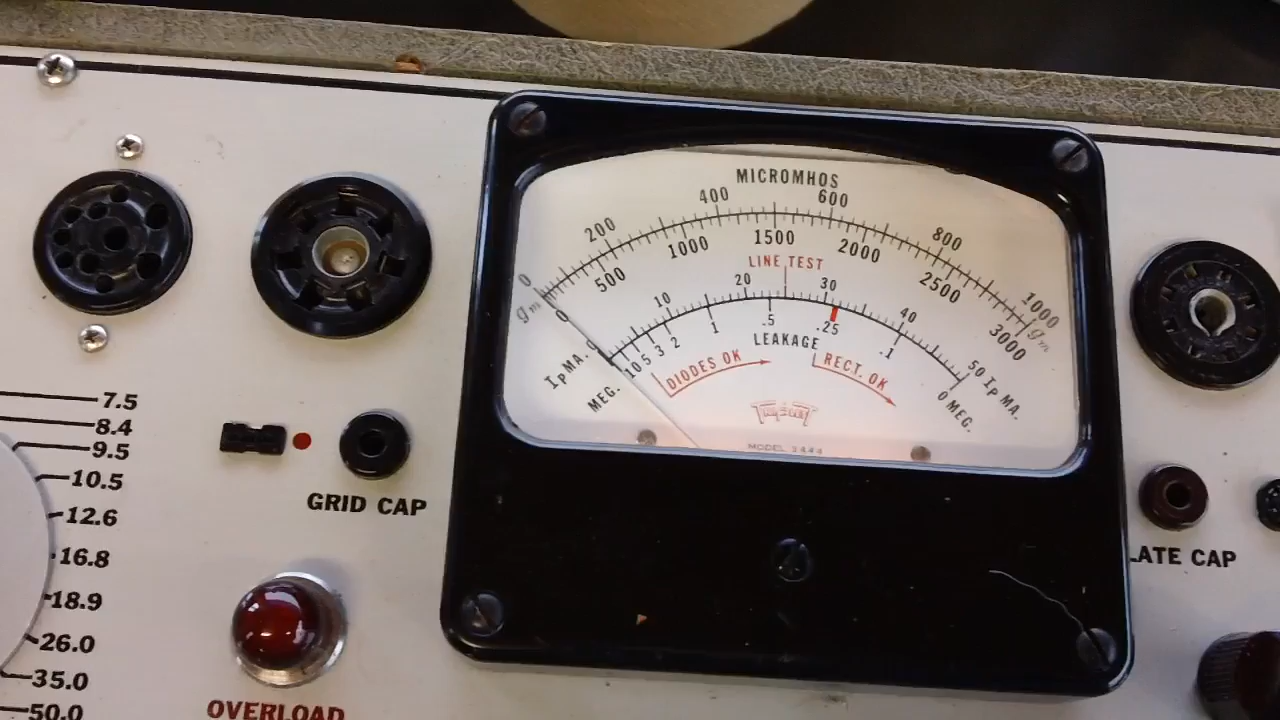 MICROMHOS
0 200 400 600 800 1000
gm 0 500 1000 1500 2000 2500 3000 gm
LINE TEST
IP MA. 0 10 20 30 40 50 IP MA.
MEG. 10 5 3 2 1 .5 .25 .1 0 MEG.
LEAKAGE
DIODES OK RECT. OK
MODEL 3444
7.5
8.4
9.5
10.5
12.6
16.8
18.9
26.0
35.0
50.0
GRID CAP
OVERLOAD
LATE CAP